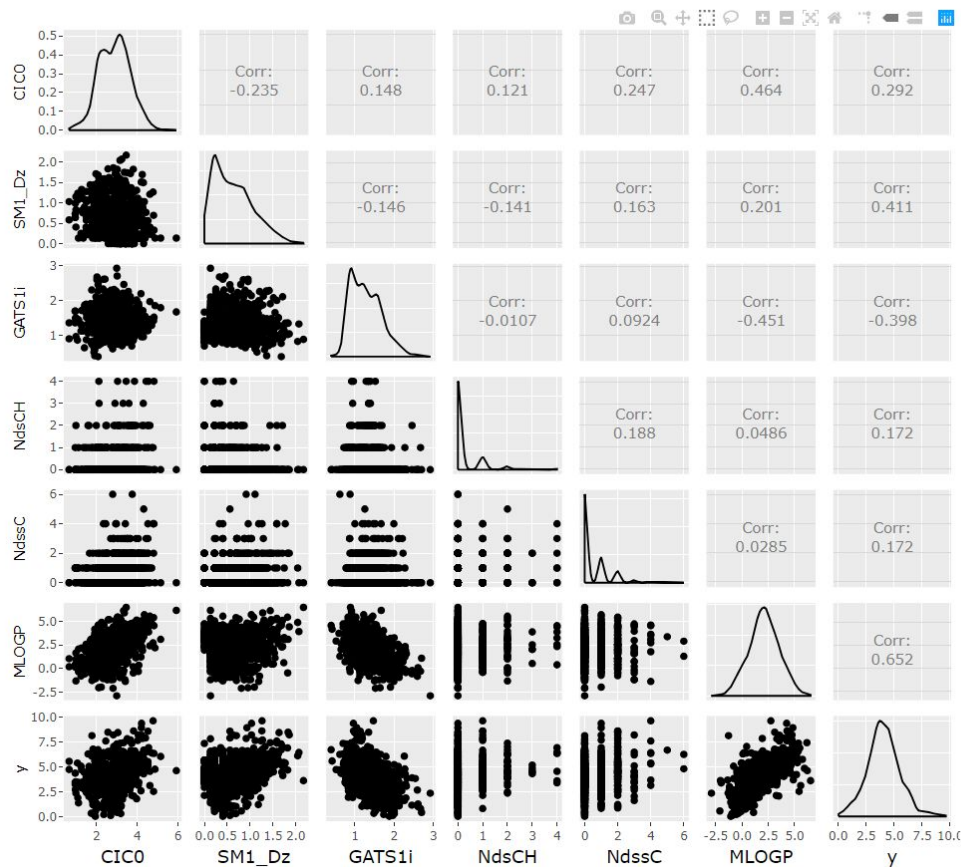 CIC0
0.5
0.4
0.3
0.2
0.1
0.0
Corr:
-0.235
Corr:
0.148
Corr:
0.121
Corr:
0.247
Corr:
0.464
Corr:
0.292
SM1_Dz
2.0
1.5
1.0
0.5
0.0
Corr:
-0.146
Corr:
-0.141
Corr:
0.163
Corr:
0.201
Corr:
0.411
GATS1i
3
2
1
Corr:
-0.0107
Corr:
0.0924
Corr:
-0.451
Corr:
-0.398
NdsCH
4
3
2
1
0
Corr:
0.188
Corr:
0.0486
Corr:
0.172
NdssC
6
5
4
3
2
1
0
Corr:
0.0285
Corr:
0.172
MLOGP
5.0
2.5
0.0
-2.5
Corr:
0.652
y
10.0
7.5
5.0
2.5
0.0
2 4 6
0.0 0.5 1.0 1.5 2.0
1 2 3
0 1 2 3 4
0 2 4 6
-2.5 0.0 2.5 5.0
0.0 2.5 5.0 7.5 10.0
CIC0 SM1_Dz GATS1i NdsCH NdssC MLOGP y